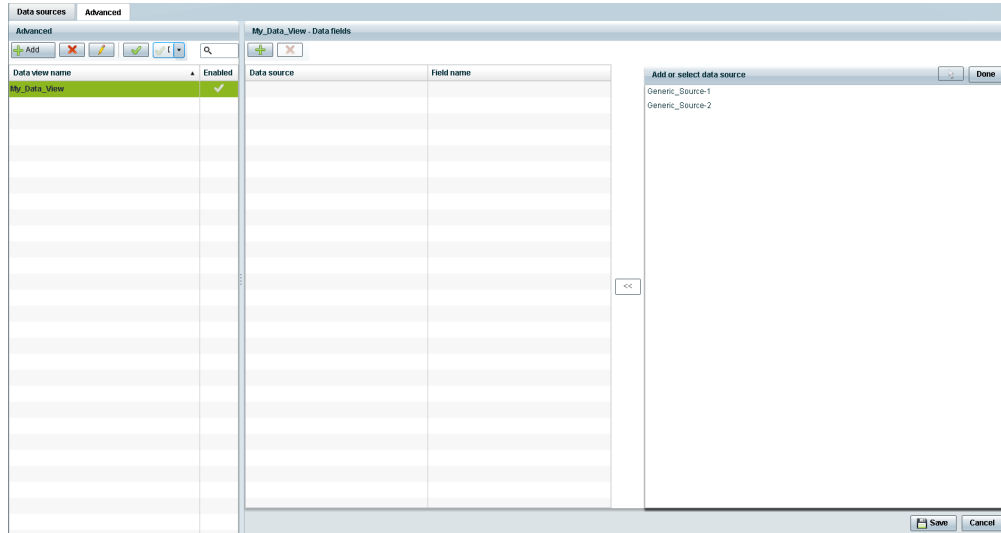 Data sources Advanced
Advanced
My_Data_View - Data fields
Add
Data view name Enabled
Data source Field name
Add or select data source Done
My_Data_View
Generic_Source-1
Generic_Source-2
<<
Save Cancel